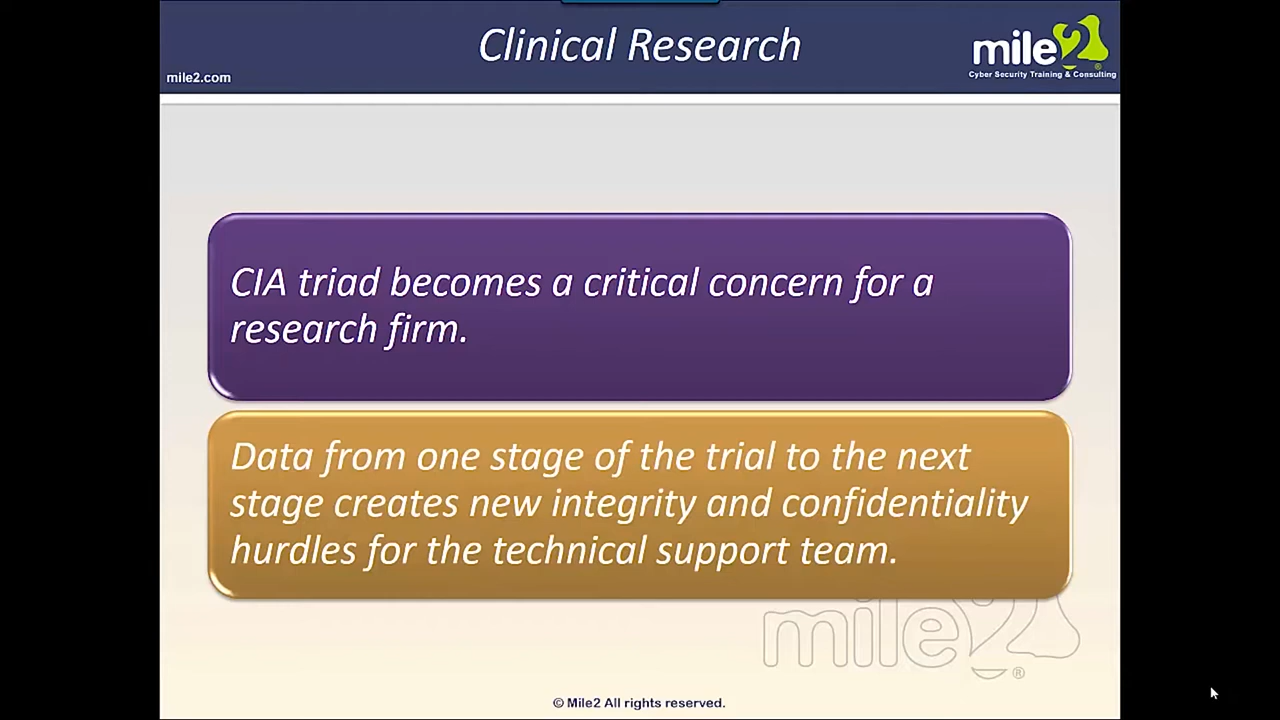 Clinical Research
mile2.com
mile2
®
Cyber Security Training & Consulting
CIA triad becomes a critical concern for a
research firm.
Data from one stage of the trial to the next
stage creates new integrity and confidentiality
hurdles for the technical support team.
mile2
®
© Mile2 All rights reserved.